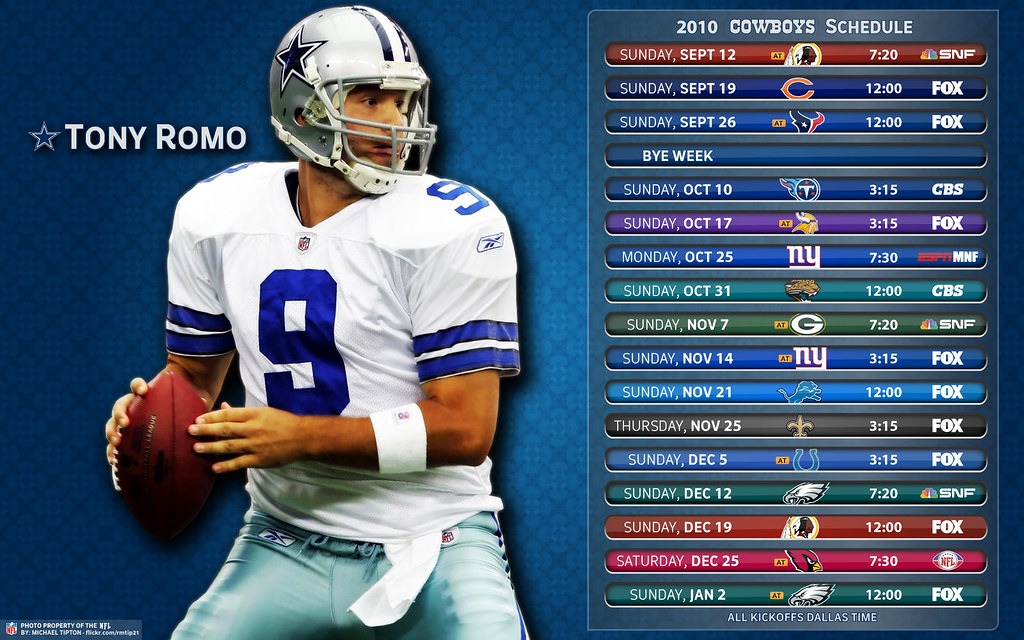 TONY ROMO
9
9
2010 COWBOYS SCHEDULE
SUNDAY, SEPT 12 AT 7:20 SNF
SUNDAY, SEPT 19 12:00 FOX
SUNDAY, SEPT 26 AT 12:00 FOX
BYE WEEK
SUNDAY, OCT 10 3:15 CBS
SUNDAY, OCT 17 AT 3:15 FOX
MONDAY, OCT 25 ny 7:30 ESPN MNF
SUNDAY, OCT 31 12:00 CBS
SUNDAY, NOV 7 AT G 7:20 SNF
SUNDAY, NOV 14 AT ny 3:15 FOX
SUNDAY, NOV 21 12:00 FOX
THURSDAY, NOV 25 3:15 FOX
SUNDAY, DEC 5 AT 3:15 FOX
SUNDAY, DEC 12 7:20 SNF
SUNDAY, DEC 19 12:00 FOX
SATURDAY, DEC 25 AT 7:30 NFL
SUNDAY, JAN 2 AT 12:00 FOX
ALL KICKOFFS DALLAS TIME
PHOTO PROPERTY OF THE NFL
BY: MICHAEL TIPTON - flickr.com/rmtip21